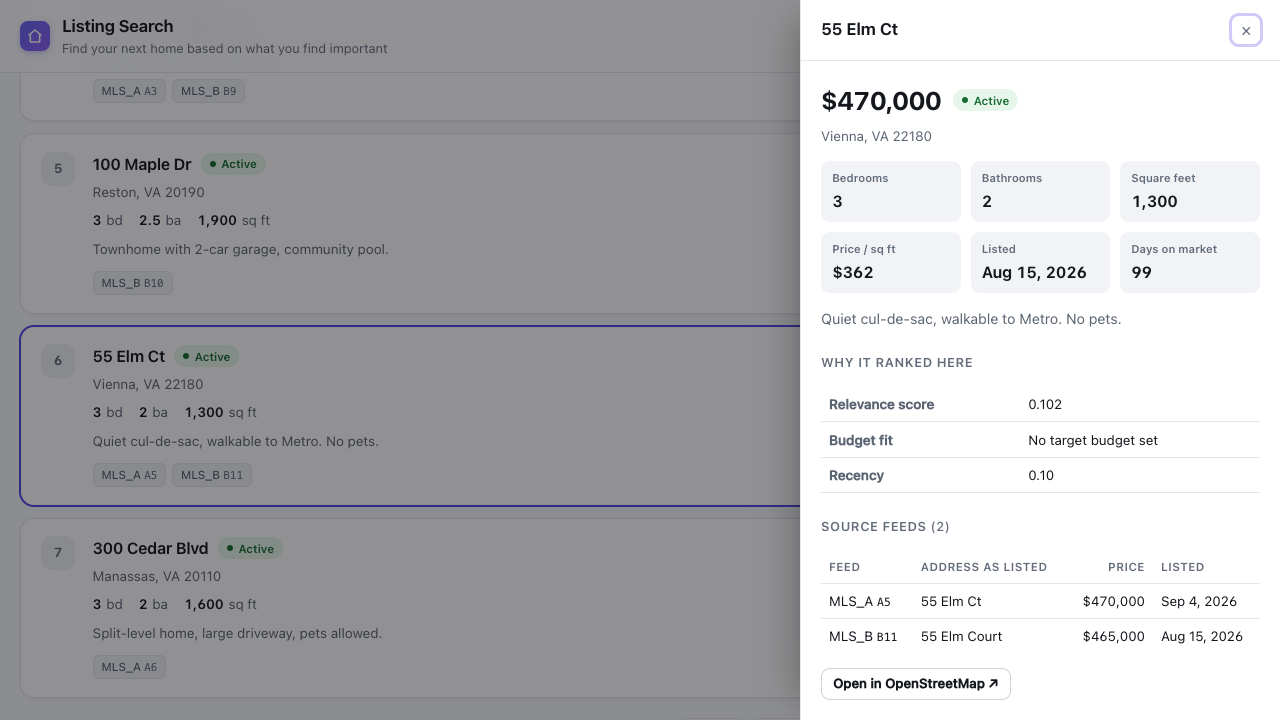 Listing Search
Find your next home based on what you find important
MLS_A A3 MLS_B B9
5
100 Maple Dr Active
Reston, VA 20190
3 bd 2.5 ba 1,900 sq ft
Townhome with 2-car garage, community pool.
MLS_B B10
6
55 Elm Ct Active
Vienna, VA 22180
3 bd 2 ba 1,300 sq ft
Quiet cul-de-sac, walkable to Metro. No pets.
MLS_A A5 MLS_B B11
7
300 Cedar Blvd Active
Manassas, VA 20110
3 bd 2 ba 1,600 sq ft
Split-level home, large driveway, pets allowed.
MLS_A A6
55 Elm Ct ×
$470,000 Active
Vienna, VA 22180
Bedrooms Bathrooms Square feet
3 2 1,300
Price / sq ft Listed Days on market
$362 Aug 15, 2026 99
Quiet cul-de-sac, walkable to Metro. No pets.
WHY IT RANKED HERE
Relevance score 0.102
Budget fit No target budget set
Recency 0.10
SOURCE FEEDS (2)
FEED ADDRESS AS LISTED PRICE LISTED
MLS_A A5 55 Elm Ct $470,000 Sep 4, 2026
MLS_B B11 55 Elm Court $465,000 Aug 15, 2026
Open in OpenStreetMap ↗